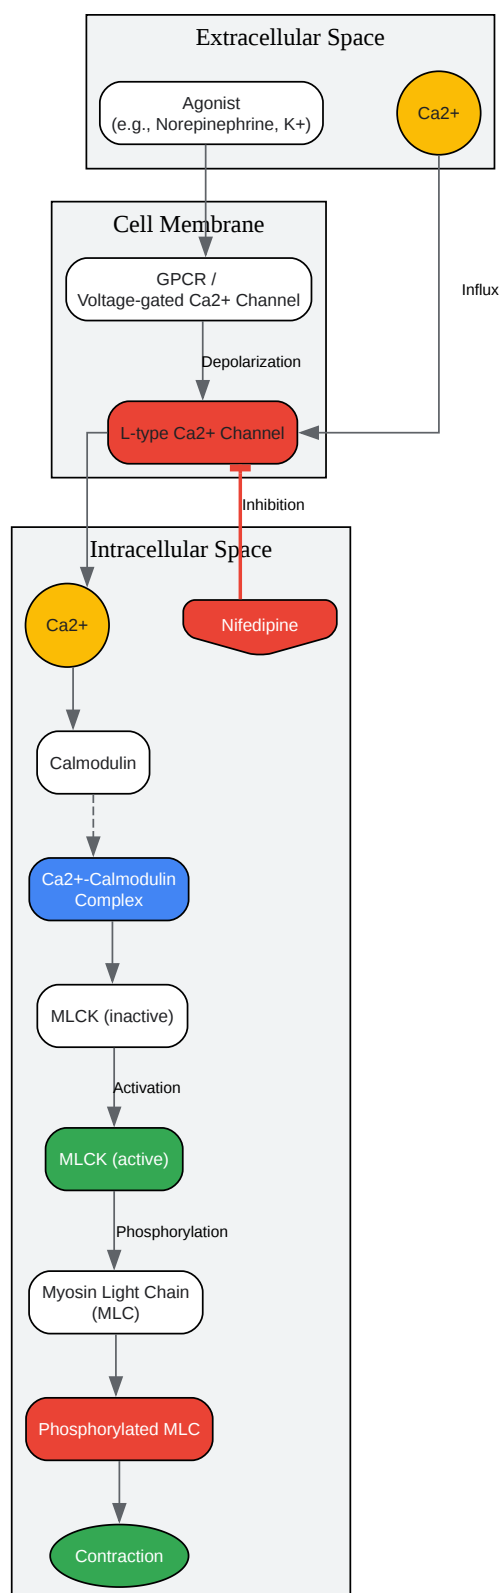 Extracellular Space
Agonist
(e.g., Norepinephrine, K+)
Ca2+
Cell Membrane
GPCR /
Voltage-gated Ca2+ Channel
Influx
Depolarization
L-type Ca2+ Channel
Inhibition
Intracellular Space
Ca2+
Nifedipine
Calmodulin
Ca2+-Calmodulin
Complex
MLCK (inactive)
Activation
MLCK (active)
Phosphorylation
Myosin Light Chain
(MLC)
Phosphorylated MLC
Contraction